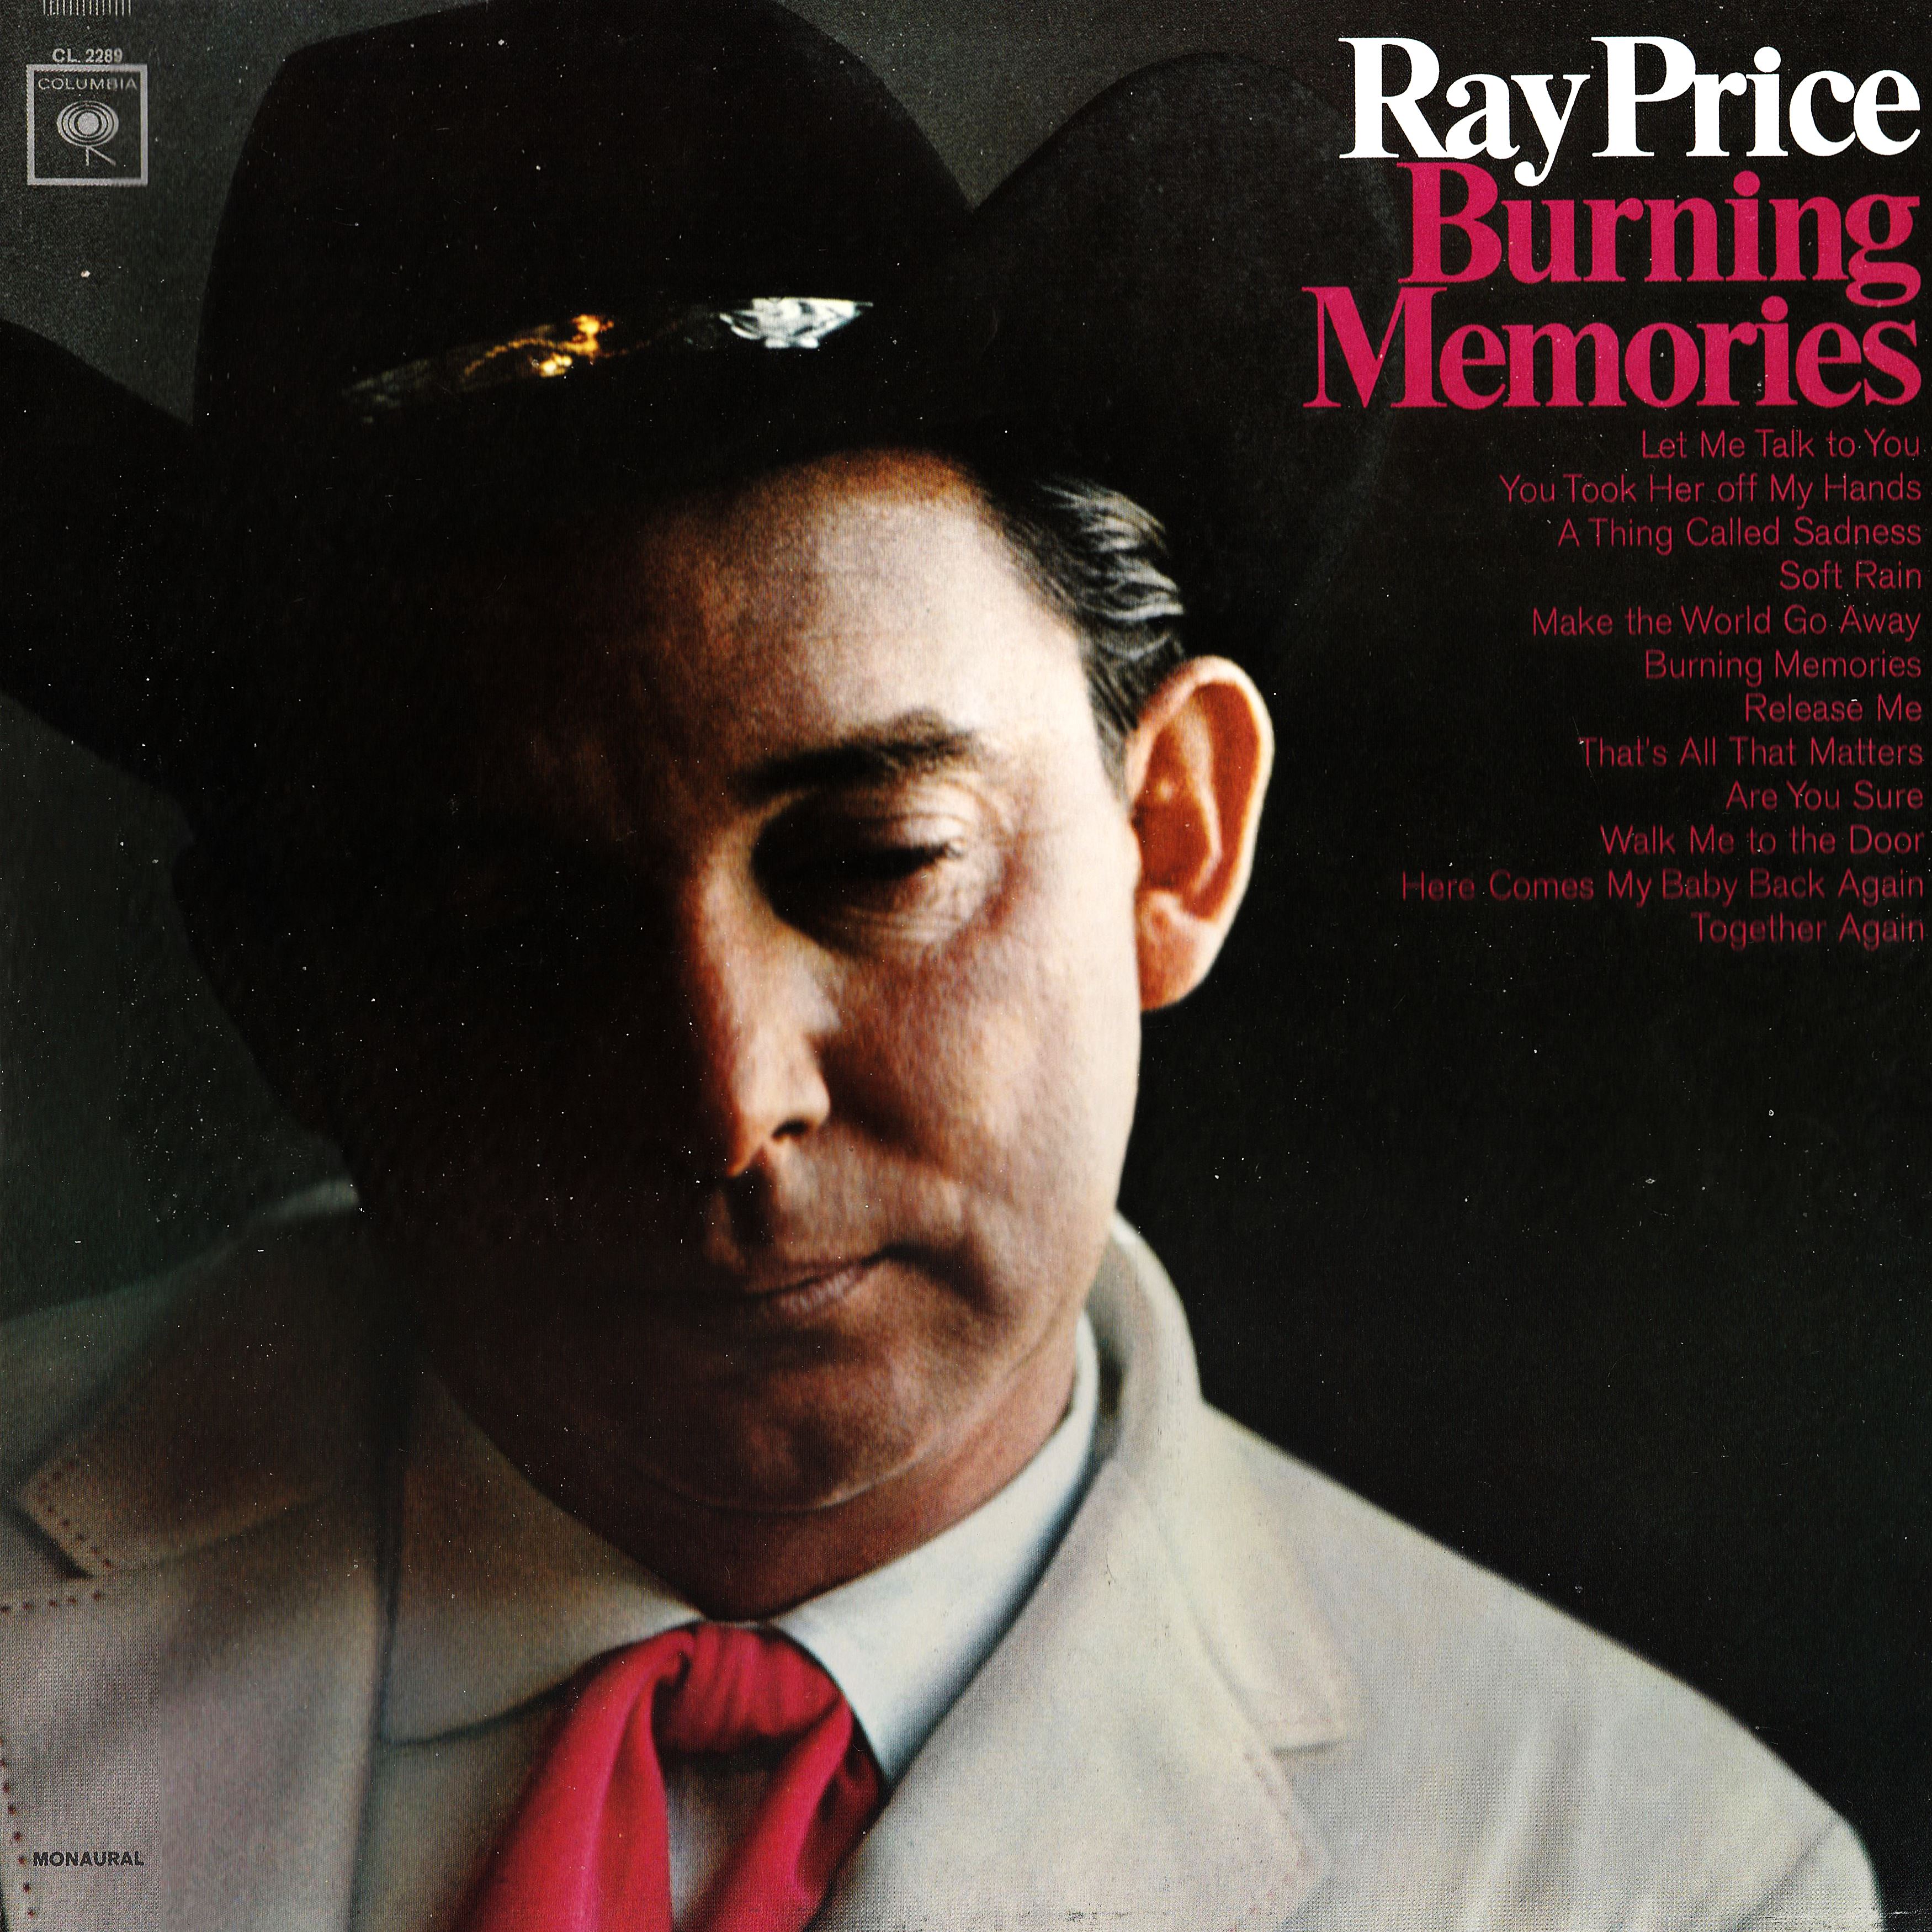 CL 2289
COLUMBIA
Ray Price
Burning
Memories
Let Me Talk to You
You Took Her off My Hands
A Thing Called Sadness
Soft Rain
Make the World Go Away
Burning Memories
Release Me
That's All That Matters
Are You Sure
Walk Me to the Door
Here Comes My Baby Back Again
Together Again
MONAURAL